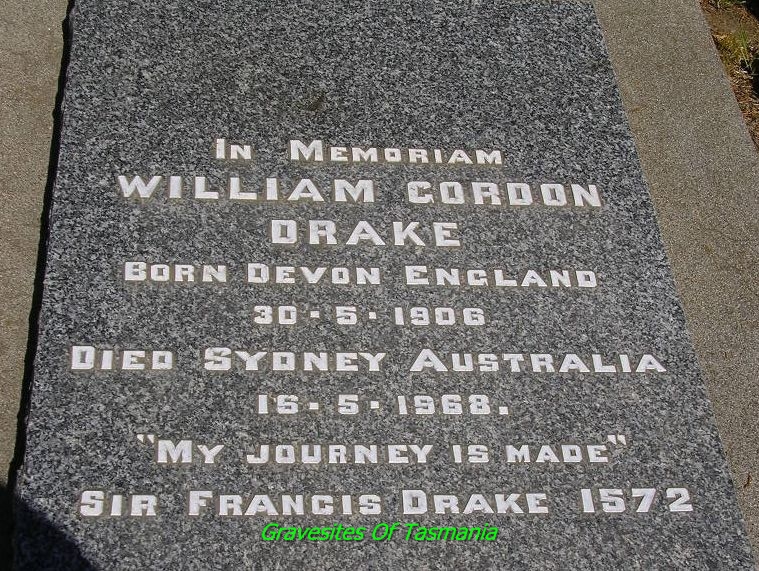 In Memoriam
WILLIAM GORDON
DRAKE
Born Devon England
30 · 5 · 1906
Died Sydney Australia
16 · 5 · 1968.
"My journey is made"
Sir Francis Drake 1572
Gravesites Of Tasmania